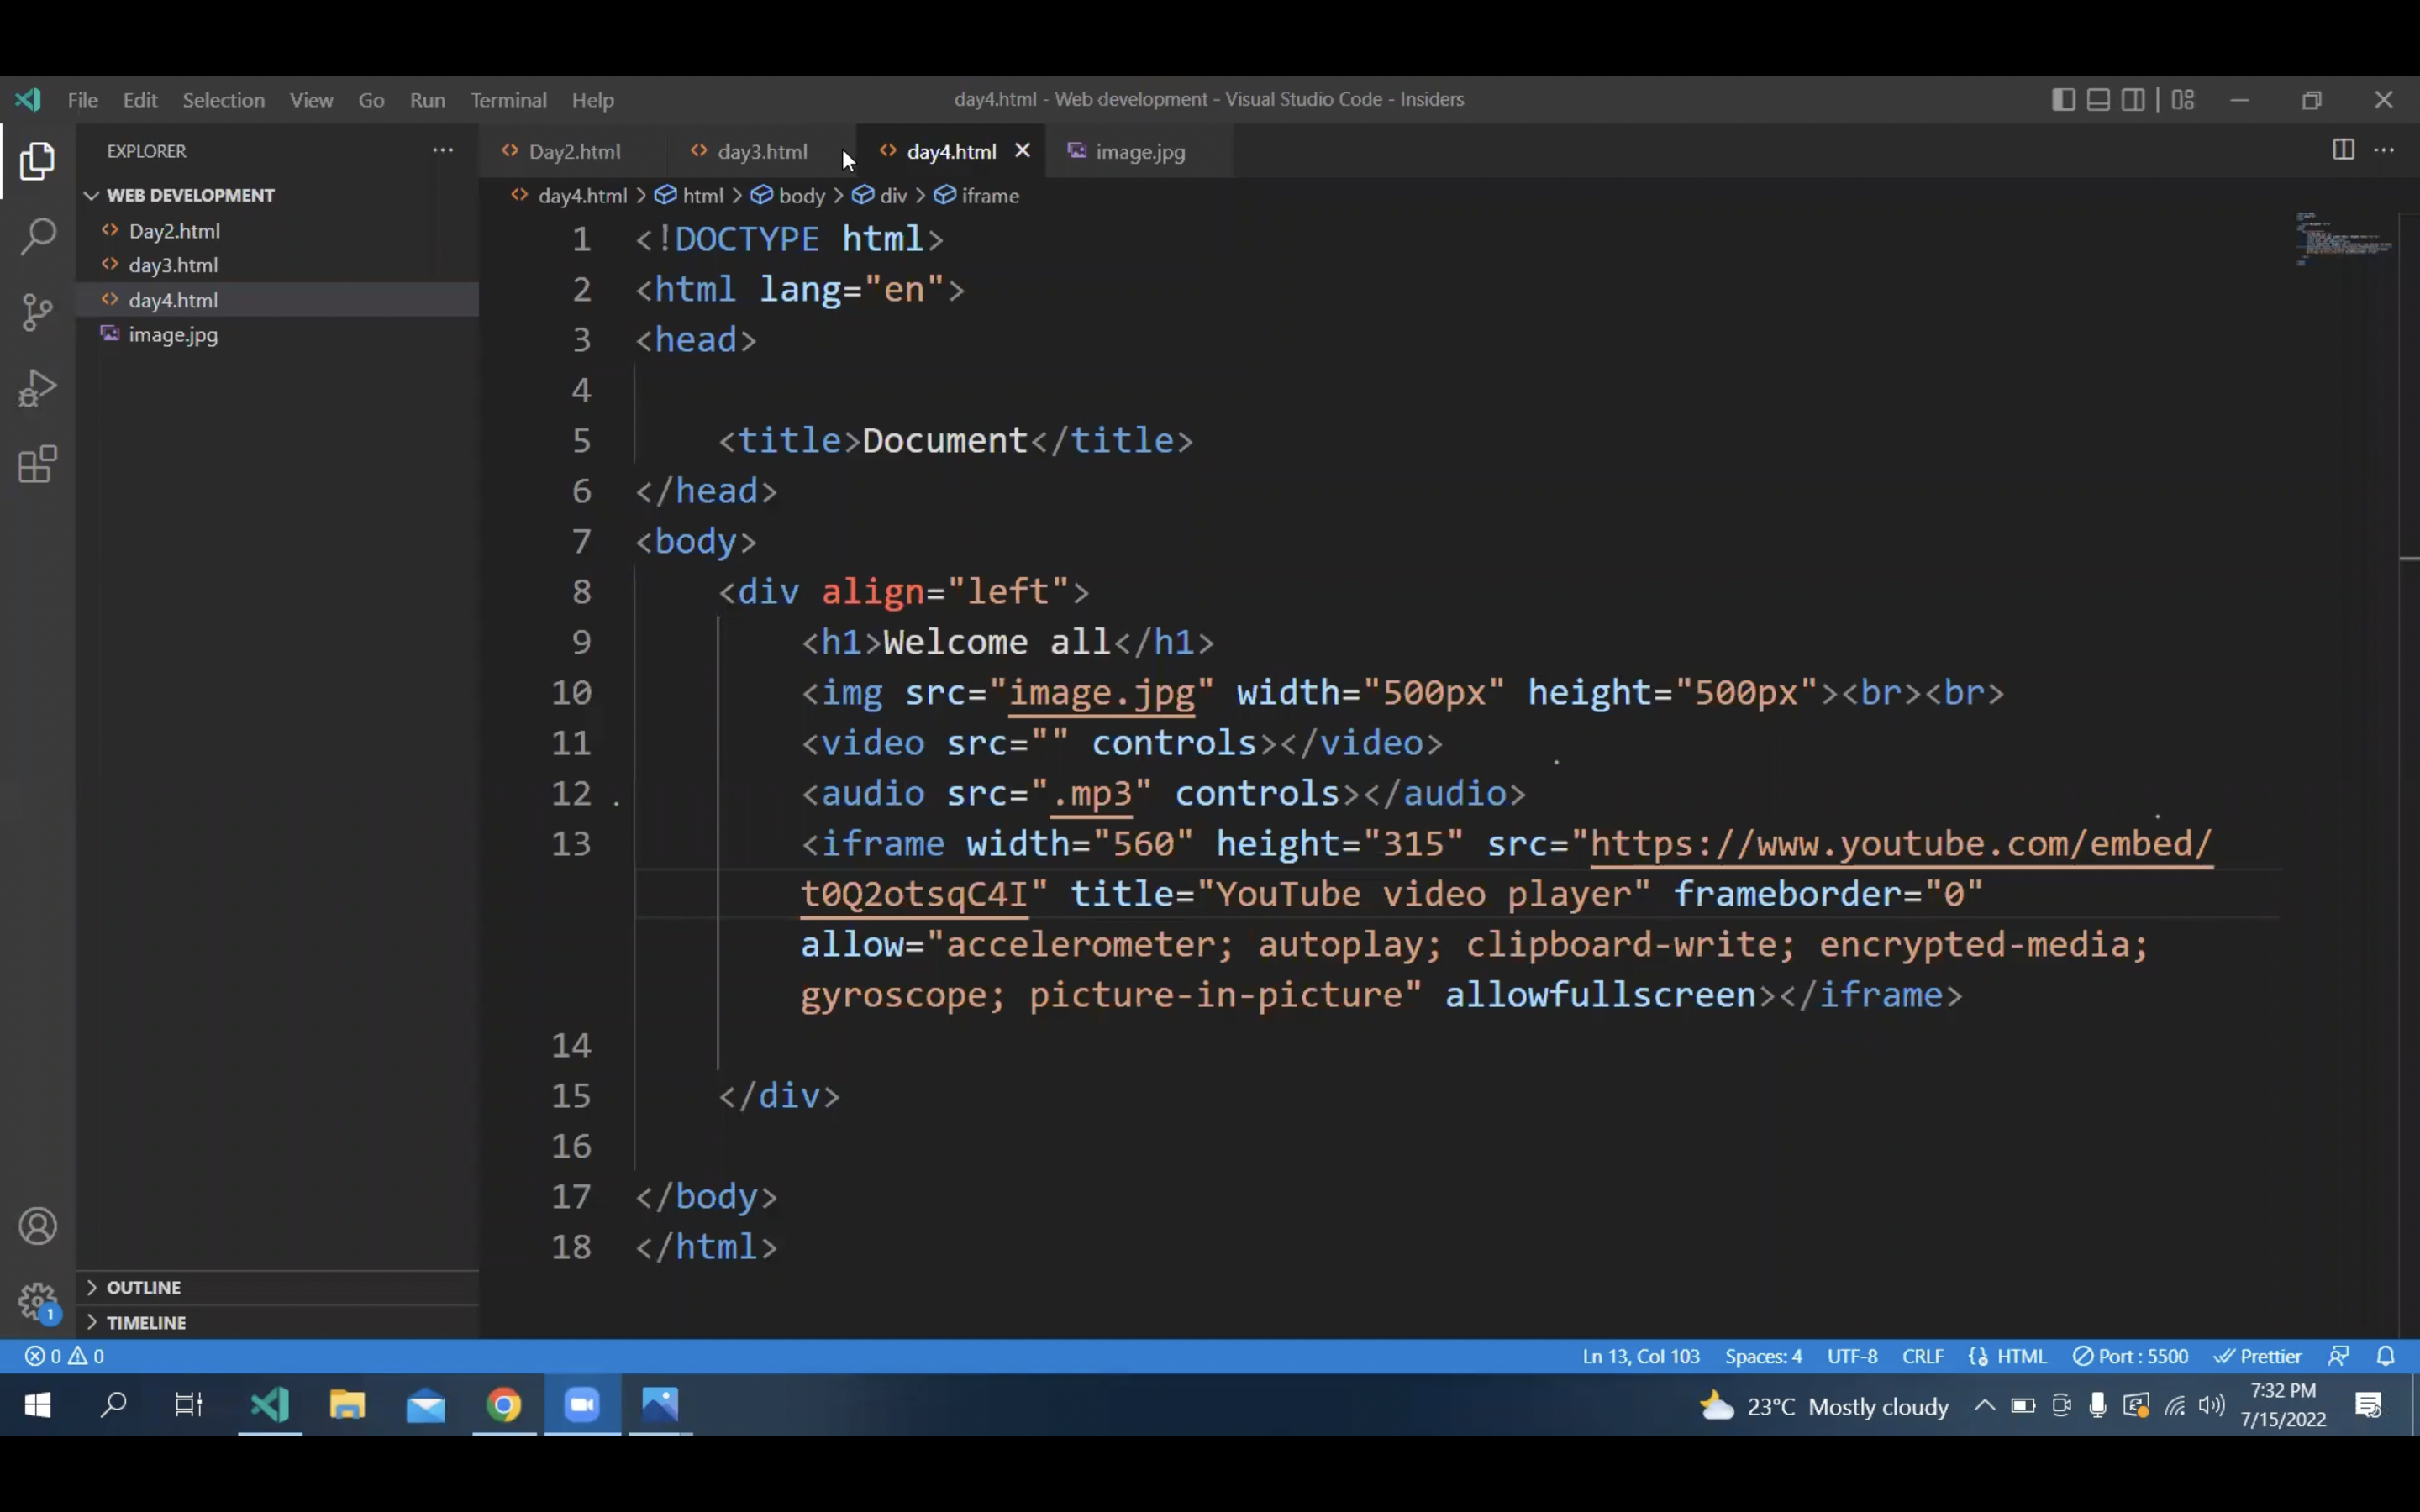 File Edit Selection View Go Run Terminal Help
day4.html - Web development - Visual Studio Code - Insiders
EXPLORER
WEB DEVELOPMENT
Day2.html
day3.html
day4.html
image.jpg
OUTLINE
TIMELINE
Day2.html day3.html day4.html image.jpg
day4.html > html > body > div > iframe
1 <!DOCTYPE html>
2 <html lang="en">
3 <head>
4
5 <title>Document</title>
6 </head>
7 <body>
8 <div align="left">
9 <h1>Welcome all</h1>
10 <img src="image.jpg" width="500px" height="500px"><br><br>
11 <video src="" controls></video>
12 <audio src=".mp3" controls></audio>
13 <iframe width="560" height="315" src="https://www.youtube.com/embed/
t0Q2otsqC4I" title="YouTube video player" frameborder="0"
allow="accelerometer; autoplay; clipboard-write; encrypted-media;
gyroscope; picture-in-picture" allowfullscreen></iframe>
14
15 </div>
16
17 </body>
18 </html>
1
0 0
Ln 13, Col 103 Spaces: 4 UTF-8 CRLF HTML Port : 5500 Prettier
23°C Mostly cloudy
7:32 PM
7/15/2022